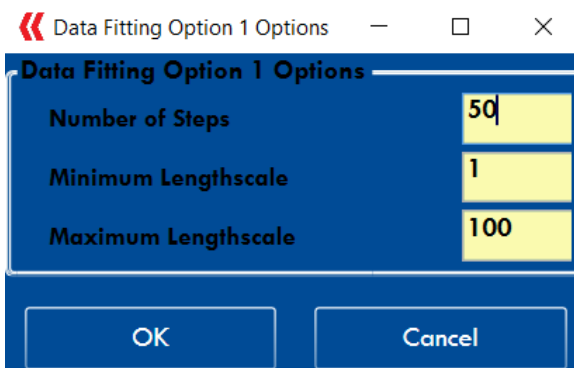 Data Fitting Option 1 Options
Data Fitting Option 1 Options
Number of Steps 50
Minimum Lengthscale 1
Maximum Lengthscale 100
OK Cancel